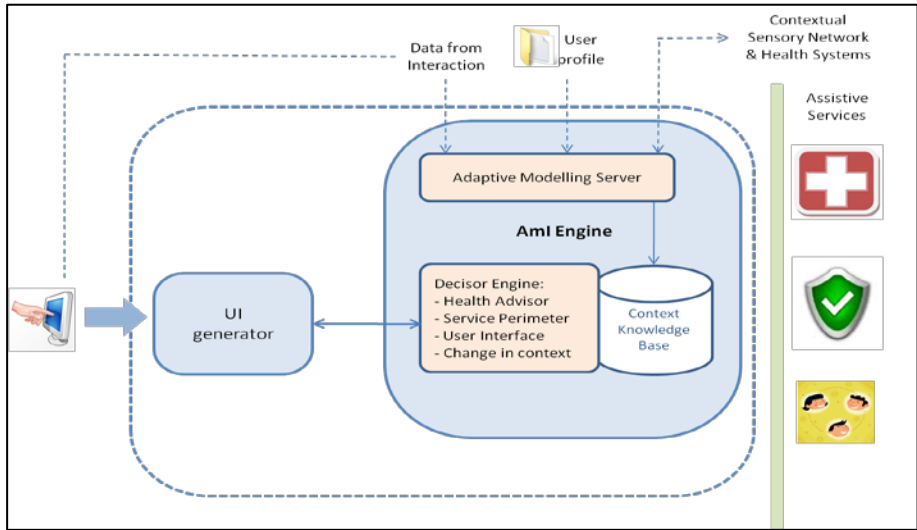 Data from
Interaction
User
profile
Contextual
Sensory Network
& Health Systems
Assistive
Services
Adaptive Modelling Server
AmI Engine
UI
generator
Decisor Engine:
- Health Advisor
- Service Perimeter
- User Interface
- Change in context
Context
Knowledge
Base